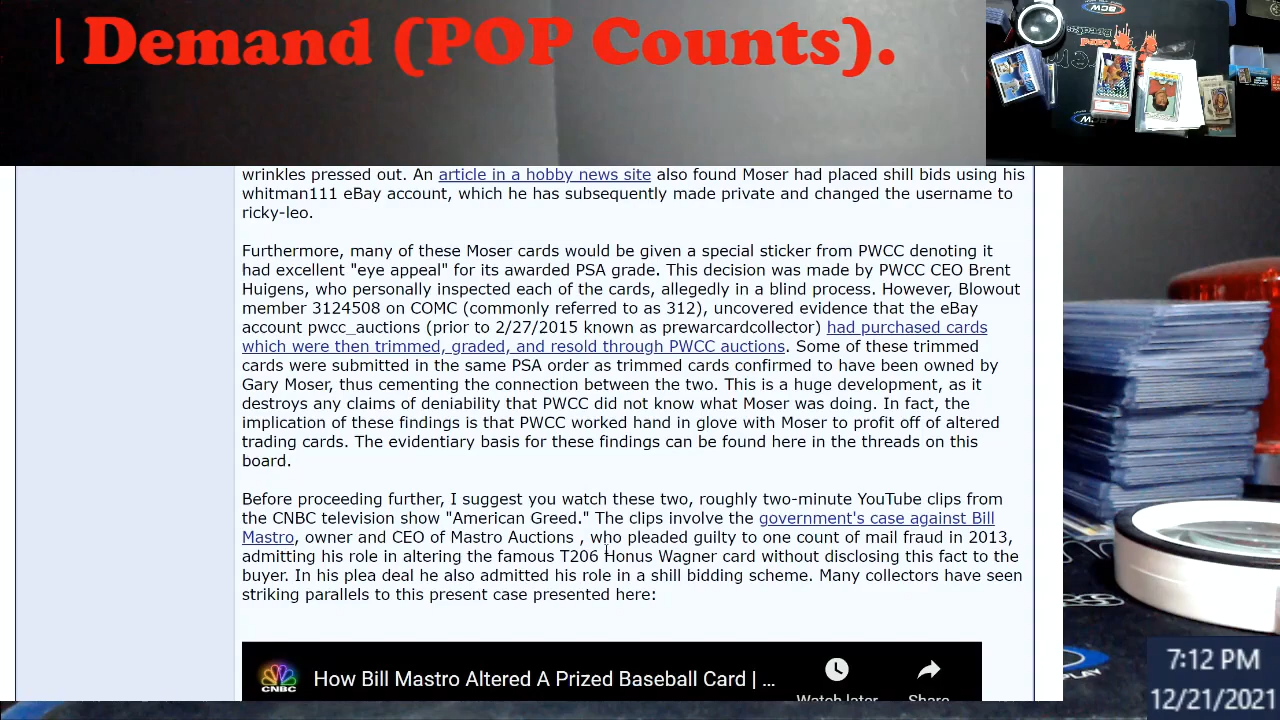 Demand (POP Counts).
BCW
wrinkles pressed out. An article in a hobby news site also found Moser had placed shill bids using his
whitman111 eBay account, which he has subsequently made private and changed the username to
ricky-leo.
Furthermore, many of these Moser cards would be given a special sticker from PWCC denoting it
had excellent "eye appeal" for its awarded PSA grade. This decision was made by PWCC CEO Brent
Huigens, who personally inspected each of the cards, allegedly in a blind process. However, Blowout
member 3124508 on COMC (commonly referred to as 312), uncovered evidence that the eBay
account pwcc_auctions (prior to 2/27/2015 known as prewarcardcollector) had purchased cards
which were then trimmed, graded, and resold through PWCC auctions. Some of these trimmed
cards were submitted in the same PSA order as trimmed cards confirmed to have been owned by
Gary Moser, thus cementing the connection between the two. This is a huge development, as it
destroys any claims of deniability that PWCC did not know what Moser was doing. In fact, the
implication of these findings is that PWCC worked hand in glove with Moser to profit off of altered
trading cards. The evidentiary basis for these findings can be found here in the threads on this
board.
Before proceeding further, I suggest you watch these two, roughly two-minute YouTube clips from
the CNBC television show "American Greed." The clips involve the government's case against Bill
Mastro, owner and CEO of Mastro Auctions , who pleaded guilty to one count of mail fraud in 2013,
admitting his role in altering the famous T206 Honus Wagner card without disclosing this fact to the
buyer. In his plea deal he also admitted his role in a shill bidding scheme. Many collectors have seen
striking parallels to this present case presented here:
CNBC
How Bill Mastro Altered A Prized Baseball Card | ...
Watch later
Share
7:12 PM
12/21/2021